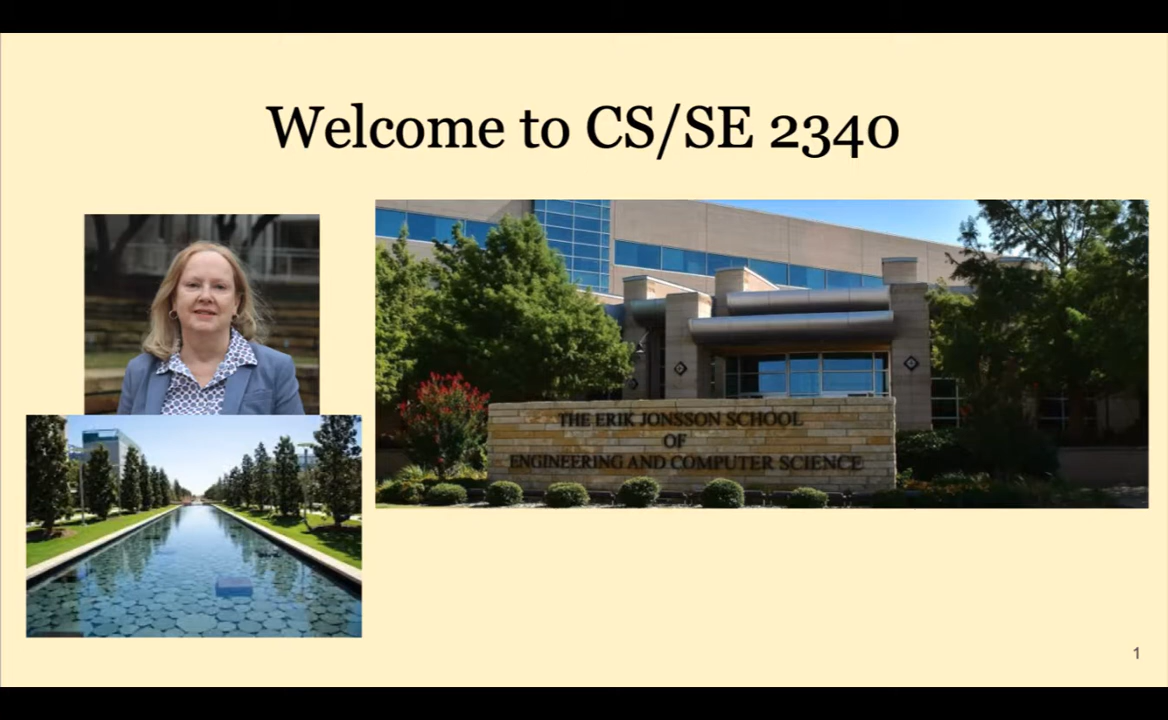 Welcome to CS/SE 2340
THE ERIK JONSSON SCHOOL
OF
ENGINEERING AND COMPUTER SCIENCE
1